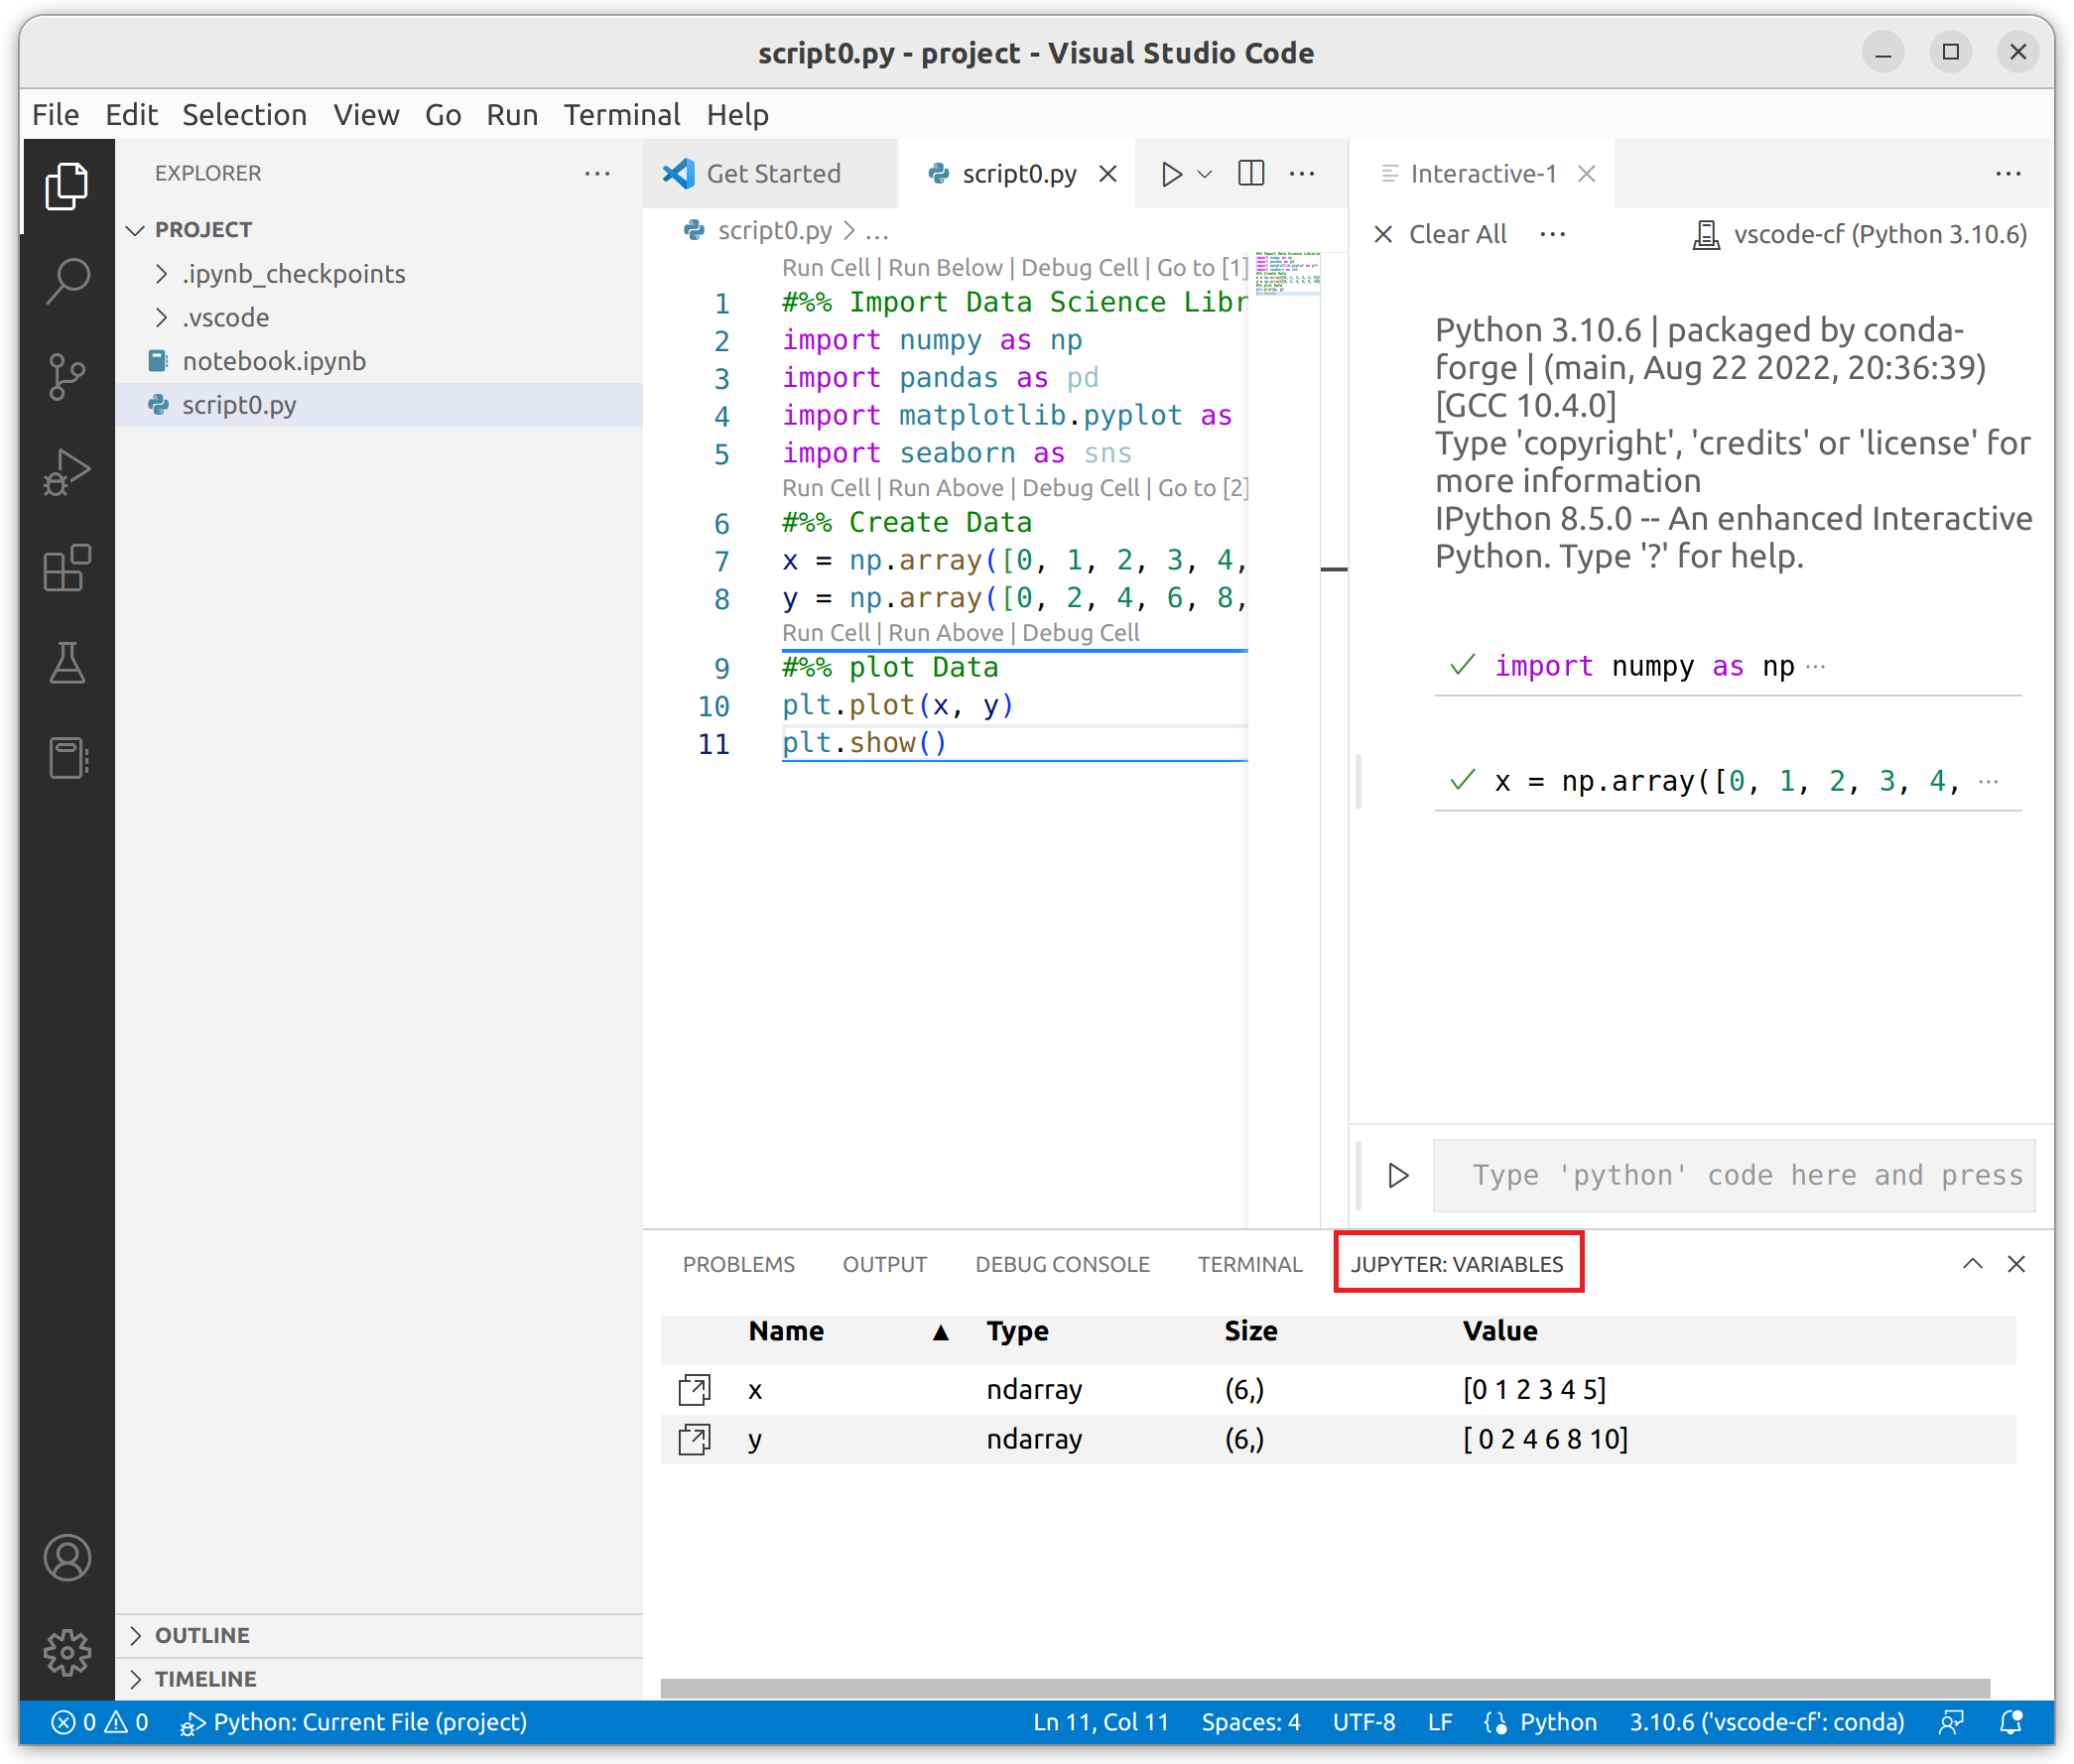 script0.py - project - Visual Studio Code
File Edit Selection View Go Run Terminal Help
EXPLORER
PROJECT
.ipynb_checkpoints
.vscode
notebook.ipynb
script0.py
OUTLINE
TIMELINE
Get Started
script0.py
script0.py > ...
Run Cell | Run Below | Debug Cell | Go to [1]
1 #%% Import Data Science Libr
2 import numpy as np
3 import pandas as pd
4 import matplotlib.pyplot as
5 import seaborn as sns
Run Cell | Run Above | Debug Cell | Go to [2]
6 #%% Create Data
7 x = np.array([0, 1, 2, 3, 4,
8 y = np.array([0, 2, 4, 6, 8,
Run Cell | Run Above | Debug Cell
9 #%% plot Data
10 plt.plot(x, y)
11 plt.show()
Interactive-1
Clear All ... vscode-cf (Python 3.10.6)
Python 3.10.6 | packaged by conda-
forge | (main, Aug 22 2022, 20:36:39)
[GCC 10.4.0]
Type 'copyright', 'credits' or 'license' for
more information
IPython 8.5.0 -- An enhanced Interactive
Python. Type '?' for help.
import numpy as np ...
x = np.array([0, 1, 2, 3, 4, ...
Type 'python' code here and press
PROBLEMS OUTPUT DEBUG CONSOLE TERMINAL JUPYTER: VARIABLES
Name ▲ Type Size Value
x ndarray (6,) [0 1 2 3 4 5]
y ndarray (6,) [ 0 2 4 6 8 10]
0 0 Python: Current File (project) Ln 11, Col 11 Spaces: 4 UTF-8 LF Python 3.10.6 ('vscode-cf': conda)